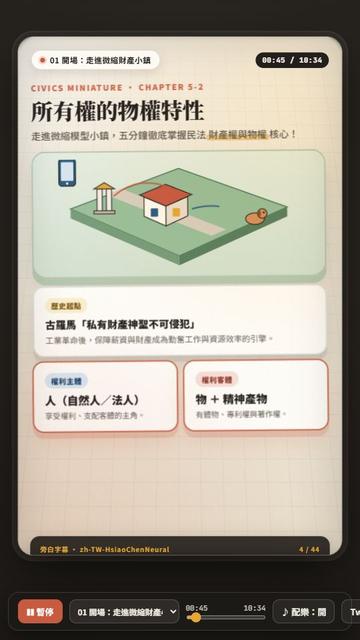 01 開場：走進微縮財產小鎮
00:45 / 10:34
CIVICS MINIATURE • CHAPTER 5-2
所有權的物權特性
走進微縮模型小鎮，五分鐘徹底掌握民法 財產權與物權 核心！
歷史起點
古羅馬「私有財產神聖不可侵犯」
工業革命後，保障薪資與財產成為勤奮工作與資源效率的引擎。
權利主體
人（自然人／法人）
享受權利、支配客體的主角。
權利客體
物 ＋ 精神產物
有體物、專利權與著作權。
旁白字幕 • zh-TW-HsiaoChenNeural
4 / 44
暫停
01 開場：走進微縮財產
00:45
10:34
♪ 配樂：開